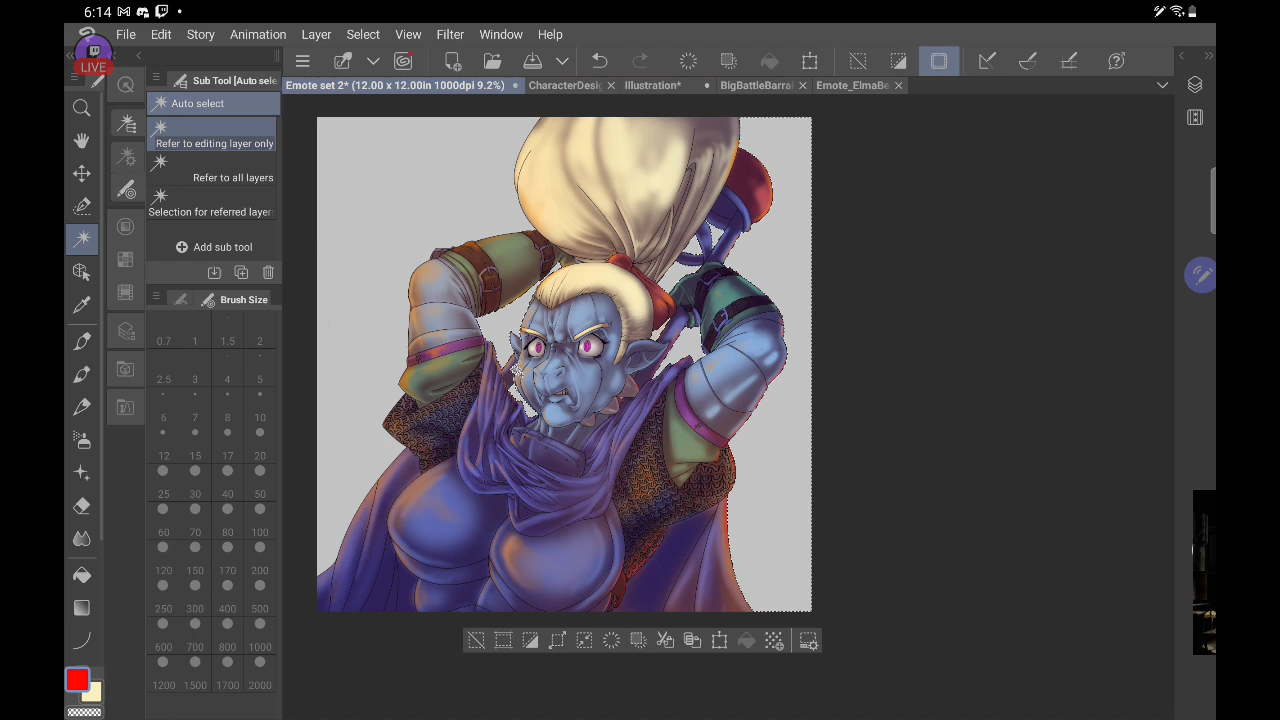 6:14
File Edit Story Animation Layer Select View Filter Window Help
LIVE
Sub Tool [Auto sele
Emote set 2* (12.00 x 12.00in 1000dpi 9.2%)
CharacterDesig
Illustration*
BigBattleBarral
Emote_ElmaBe
Auto select
Refer to editing layer only
Refer to all layers
Selection for referred layer
Add sub tool
Brush Size
0.7 1 1.5 2
2.5 3 4 5
6 7 8 10
12 15 17 20
25 30 40 50
60 70 80 100
120 150 170 200
250 300 400 500
600 700 800 1000
1200 1500 1700 2000